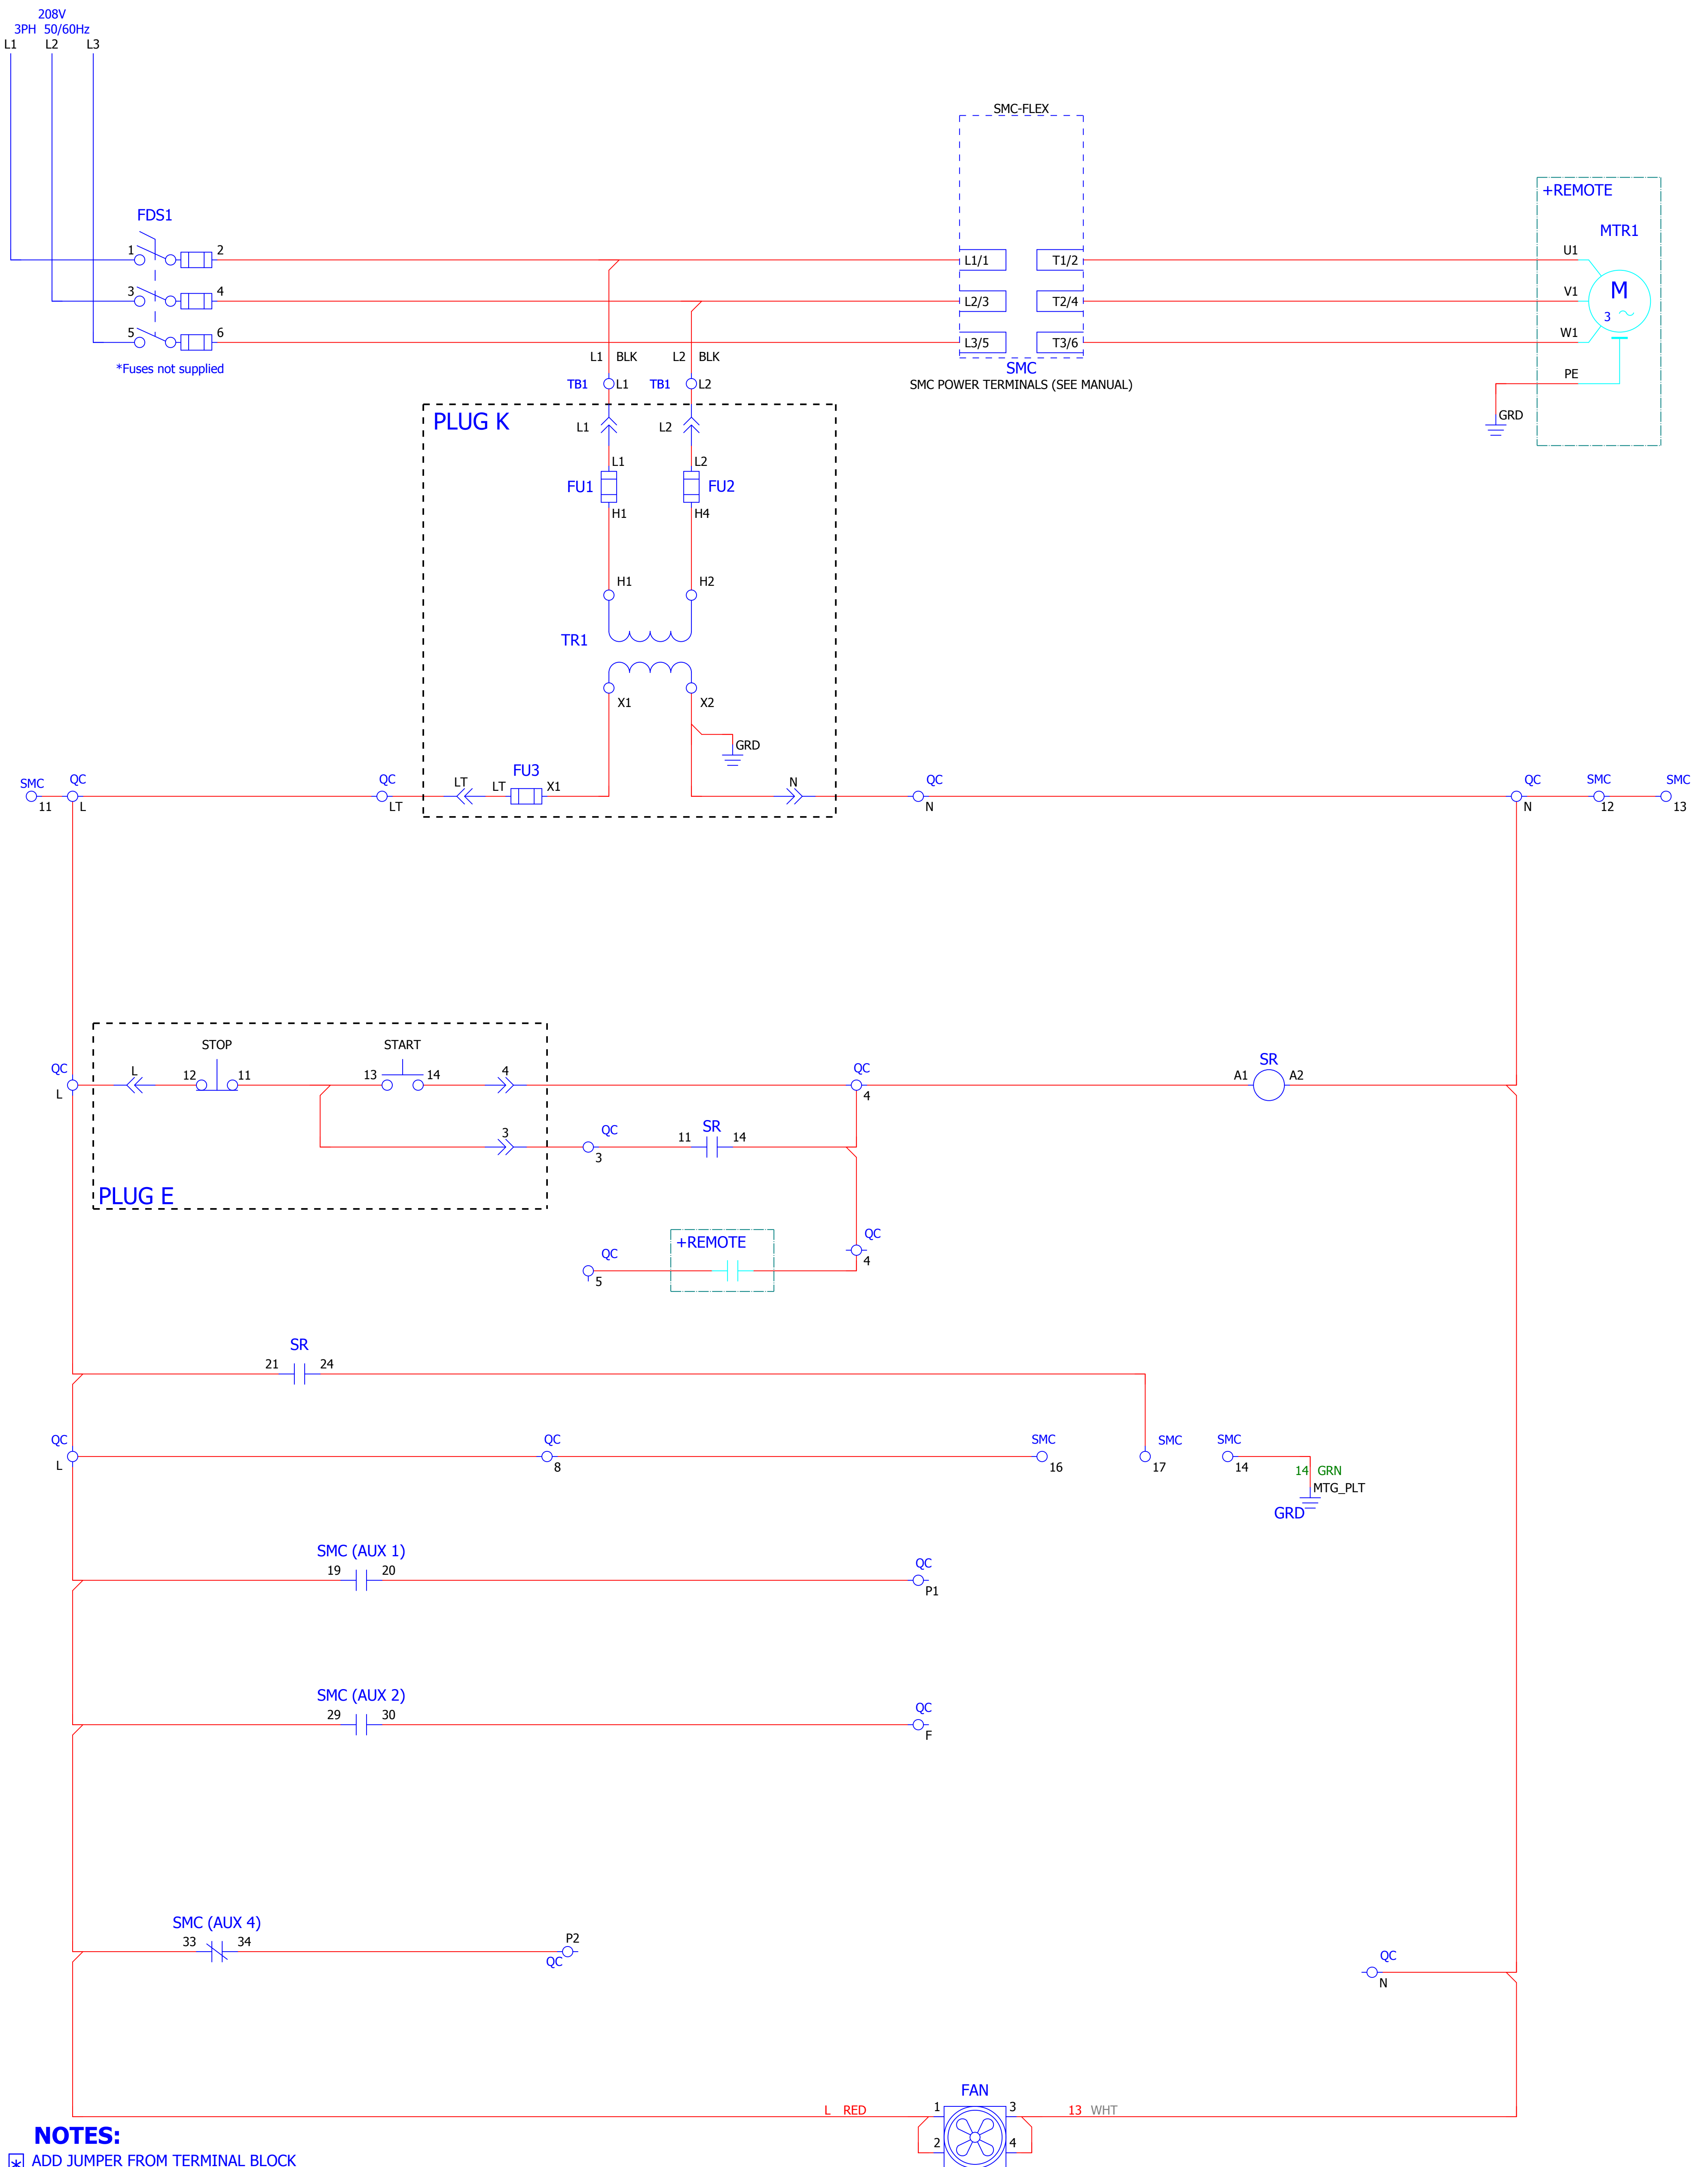 208V
3PH 50/60Hz
L1 L2 L3
SMC-FLEX
+REMOTE
MTR1
FDS1
1 2
L1/1 T1/2
U1
3 4
L2/3 T2/4
V1
M
3
5 6
L3/5 T3/6
W1
*Fuses not supplied
SMC
SMC POWER TERMINALS (SEE MANUAL)
PE
GRD
L1 BLK L2 BLK
TB1 L1 TB1 L2
PLUG K
L1 L2
L1 L2
FU1 FU2
H1 H4
H1 H2
TR1
X1 X2
GRD
SMC QC QC LT LT FU3 X1 N QC QC SMC SMC
11 L LT N N 12 13
STOP START
QC L 12 11 13 14 4 QC A1 SR A2
L 4
3 QC 11 SR 14
3
PLUG E
+REMOTE QC
QC 4
5
SR
21 24
QC QC SMC SMC SMC
L 8 16 17 14
14 GRN
MTG_PLT
GRD
SMC (AUX 1)
19 20 QC
P1
SMC (AUX 2)
29 30 QC
F
SMC (AUX 4)
33 34 P2
QC
QC
N
FAN
L RED 1 3 13 WHT
2 4
NOTES:
* ADD JUMPER FROM TERMINAL BLOCK